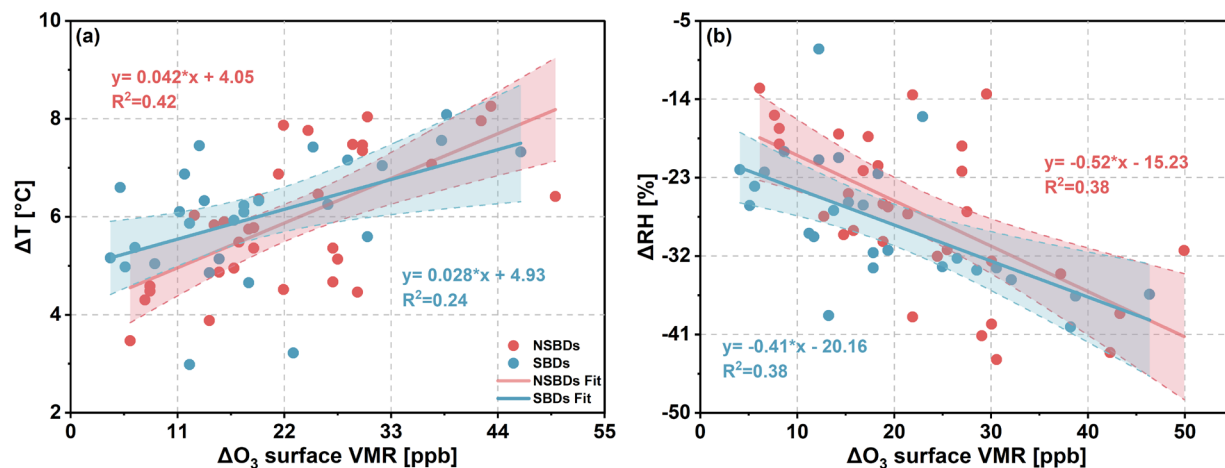 (a)
y= 0.042*x + 4.05
R²=0.42
y= 0.028*x + 4.93
R²=0.24
NSBDs
SBDs
NSBDs Fit
SBDs Fit
10
8
6
4
2
ΔT [°C]
0 11 22 33 44 55
ΔO₃ surface VMR [ppb]
(b)
y= -0.52*x - 15.23
R²=0.38
y= -0.41*x - 20.16
R²=0.38
-5
-14
-23
-32
-41
-50
ΔRH [%]
0 10 20 30 40 50
ΔO₃ surface VMR [ppb]